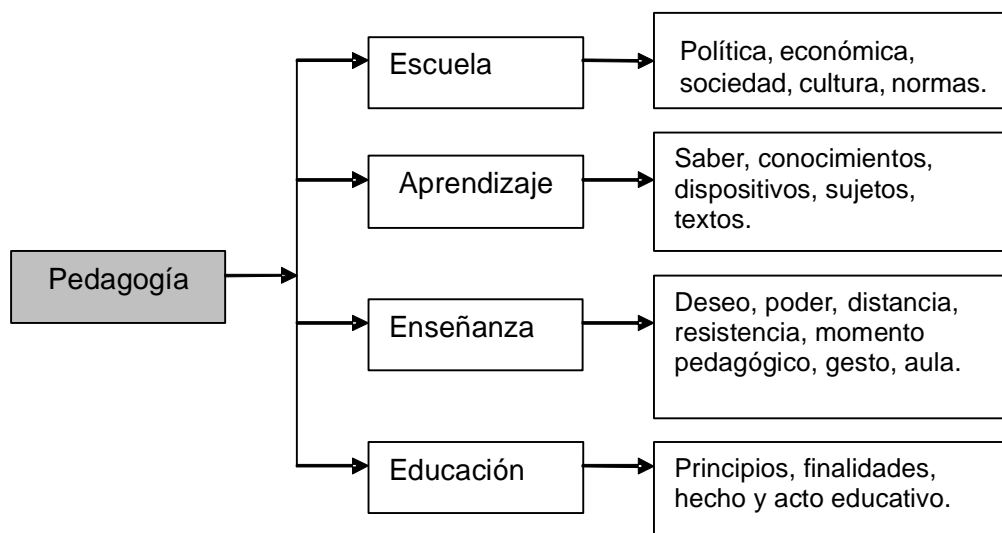 Pedagogía
Escuela
Política, económica,
sociedad, cultura, normas.
Aprendizaje
Saber, conocimientos,
dispositivos, sujetos,
textos.
Enseñanza
Deseo, poder, distancia,
resistencia, momento
pedagógico, gesto, aula.
Educación
Principios, finalidades,
hecho y acto educativo.